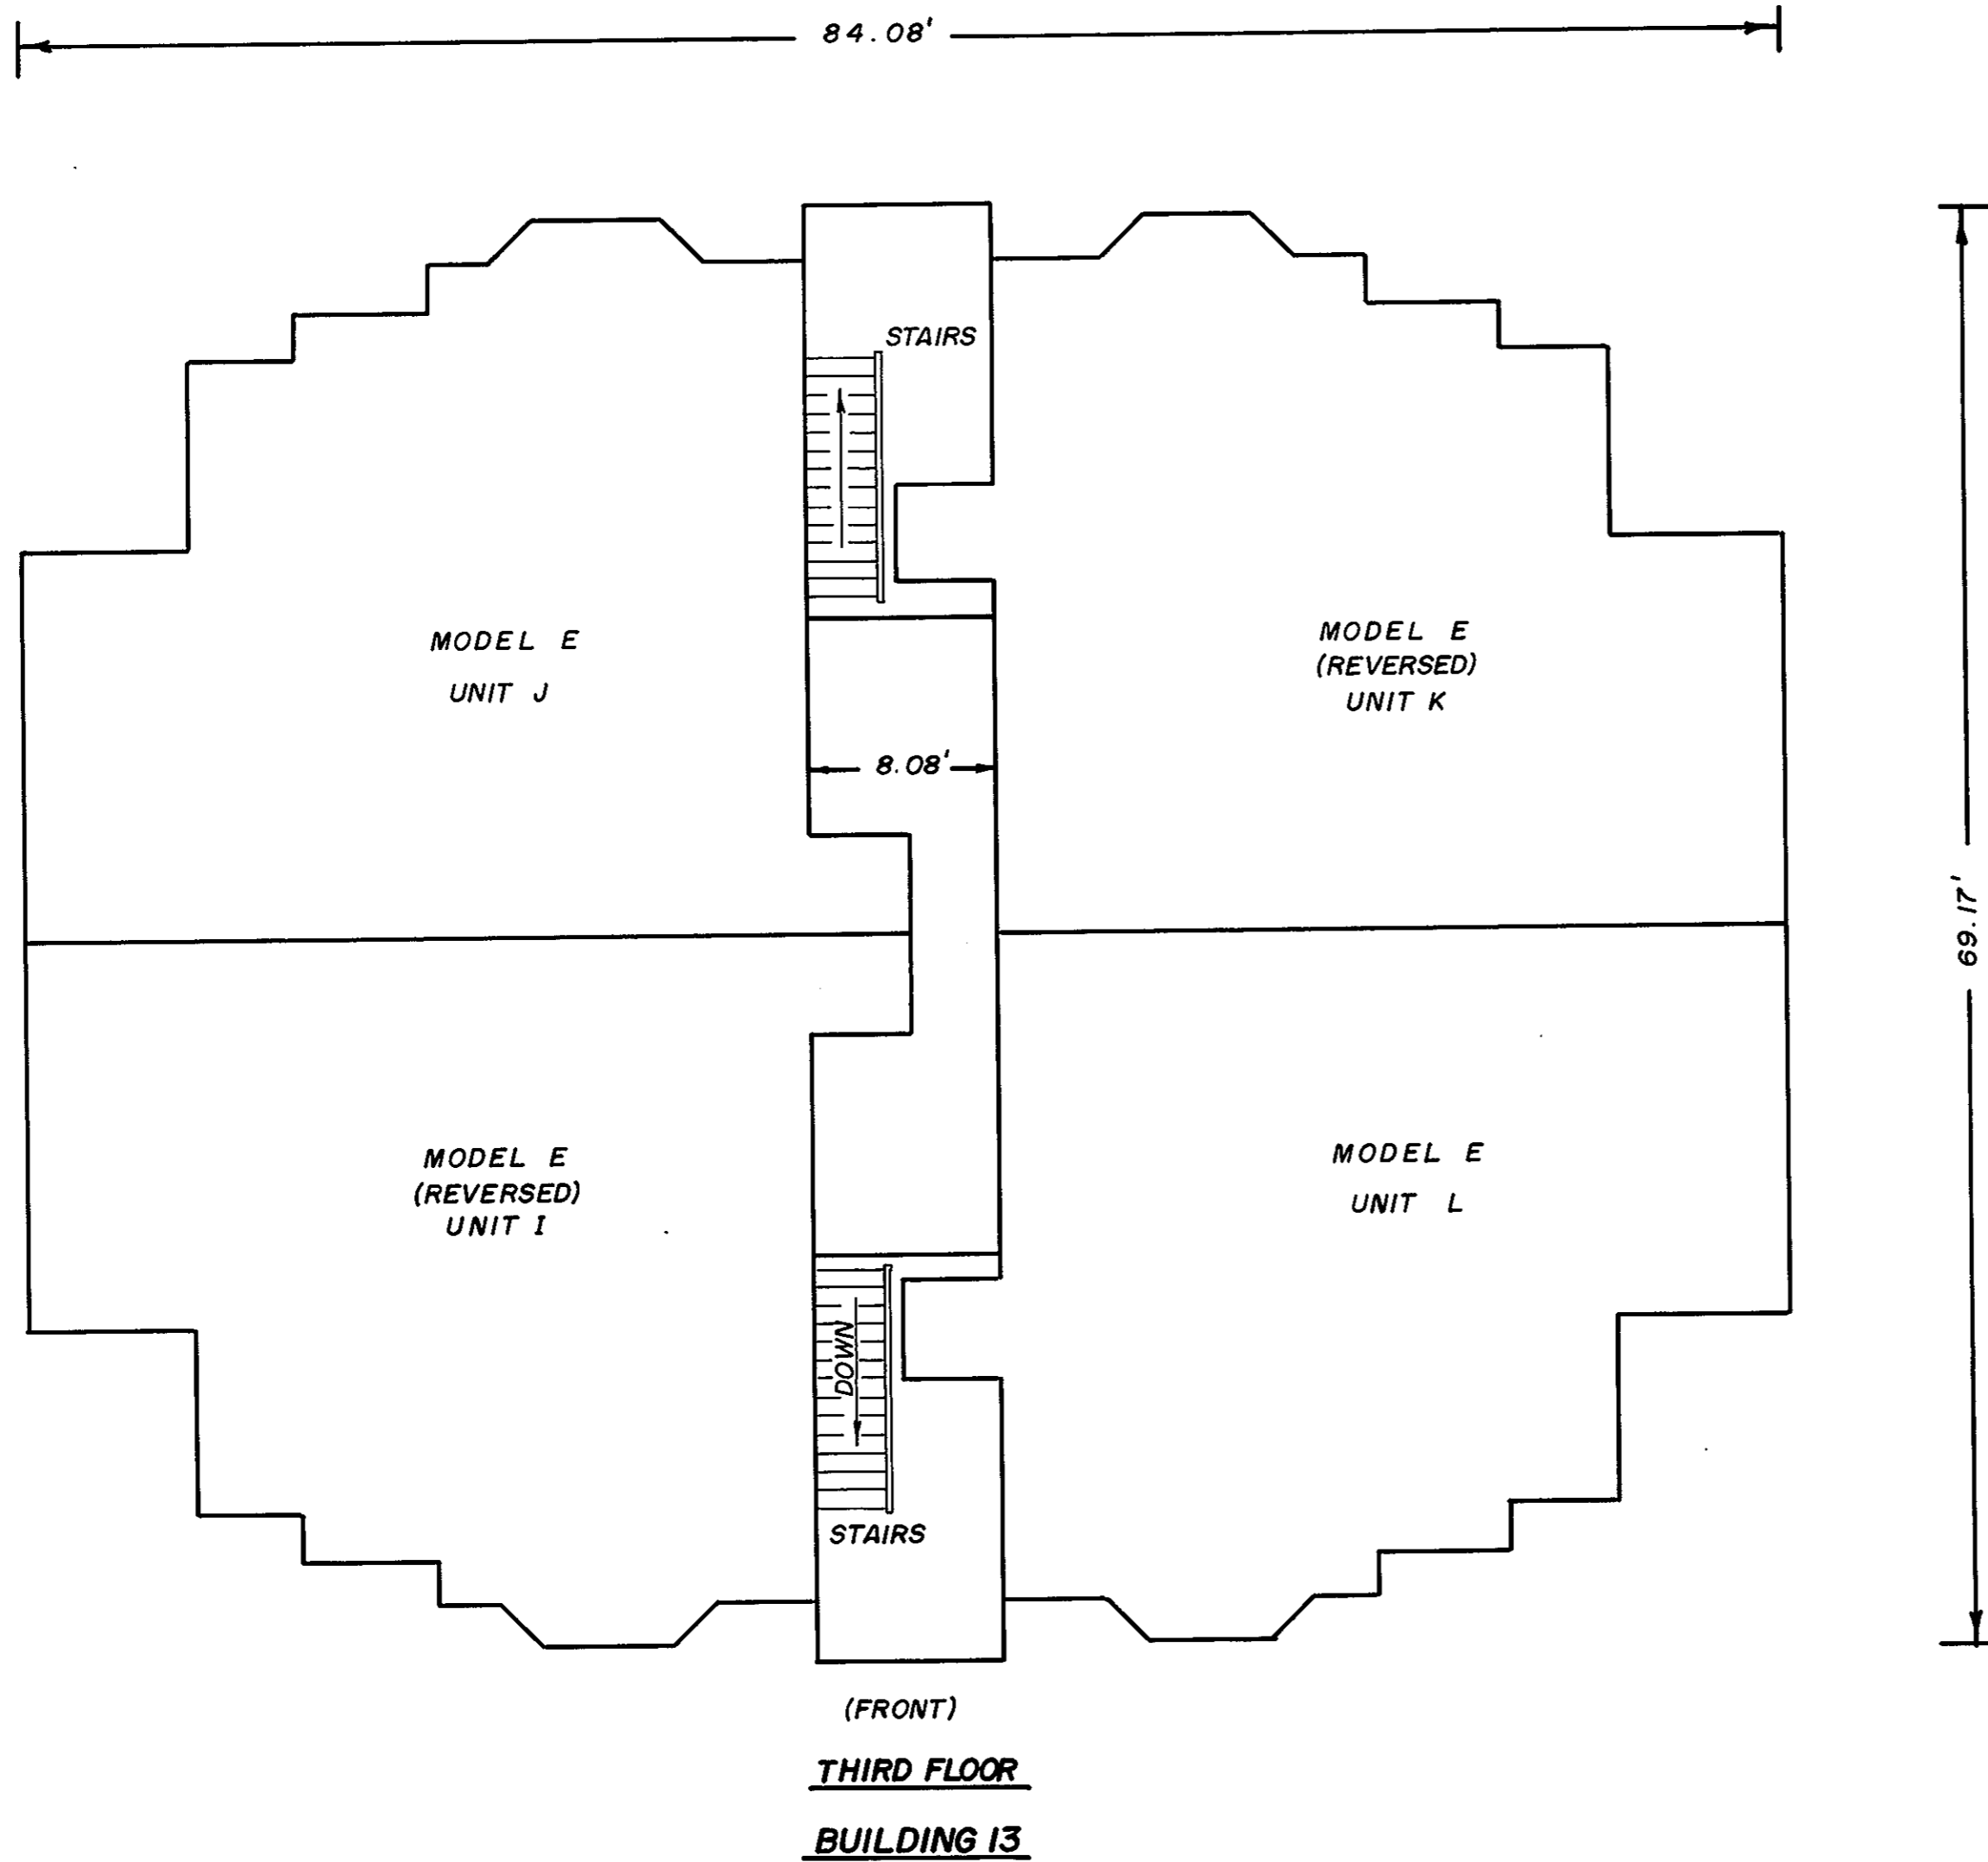 84.08'
STAIRS
MODEL E
UNIT J
MODEL E
(REVERSED)
UNIT K
8.08'
69.17'
MODEL E
(REVERSED)
UNIT I
MODEL E
UNIT L
DOWN
STAIRS
(FRONT)
THIRD FLOOR
BUILDING 13